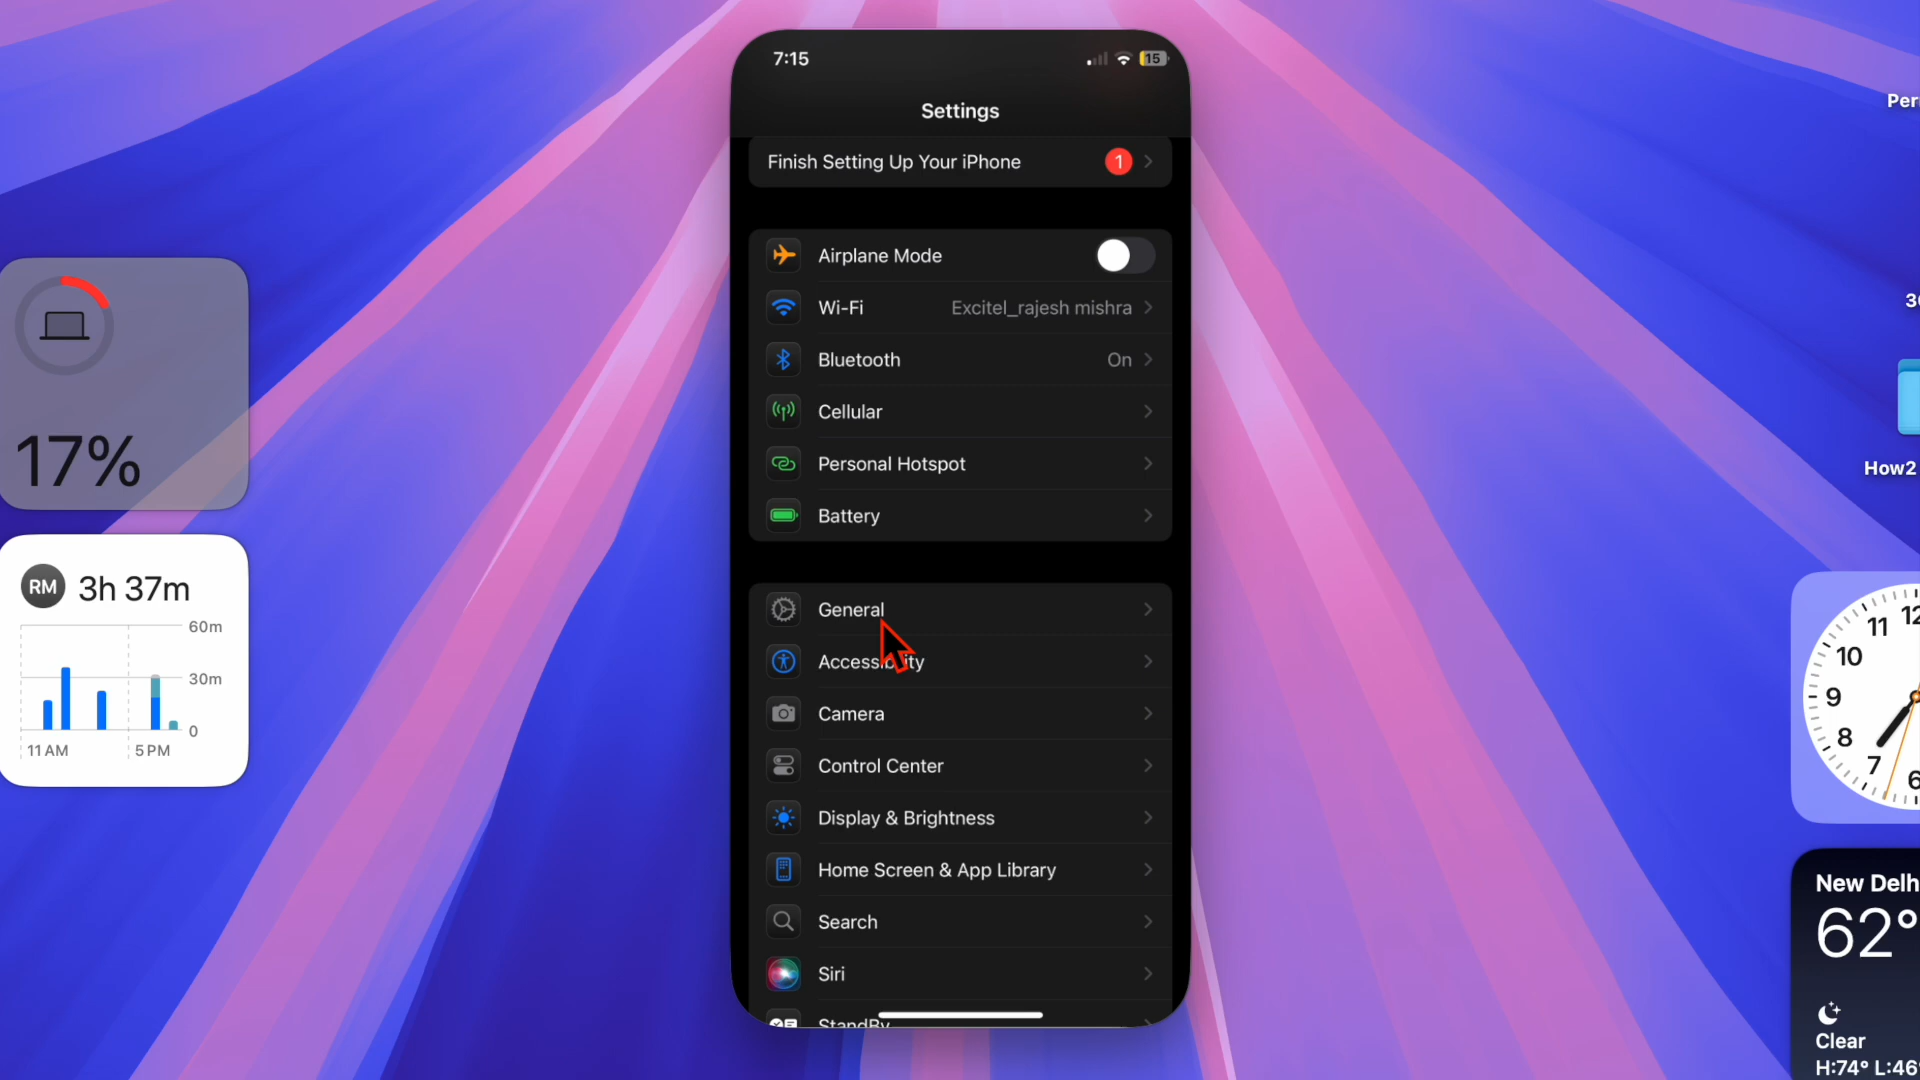 7:15
15
Settings
Finish Setting Up Your iPhone 1
Airplane Mode
Wi-Fi Excitel_rajesh mishra
Bluetooth On
Cellular
Personal Hotspot
Battery
General
Accessibility
Camera
Control Center
Display & Brightness
Home Screen & App Library
Search
Siri
StandBy
17%
RM 3h 37m
60m
30m
0
11 AM 5 PM
Per
30
How2
12
11
10
9
8
7
6
New Delh
62°
Clear
H:74° L:46°